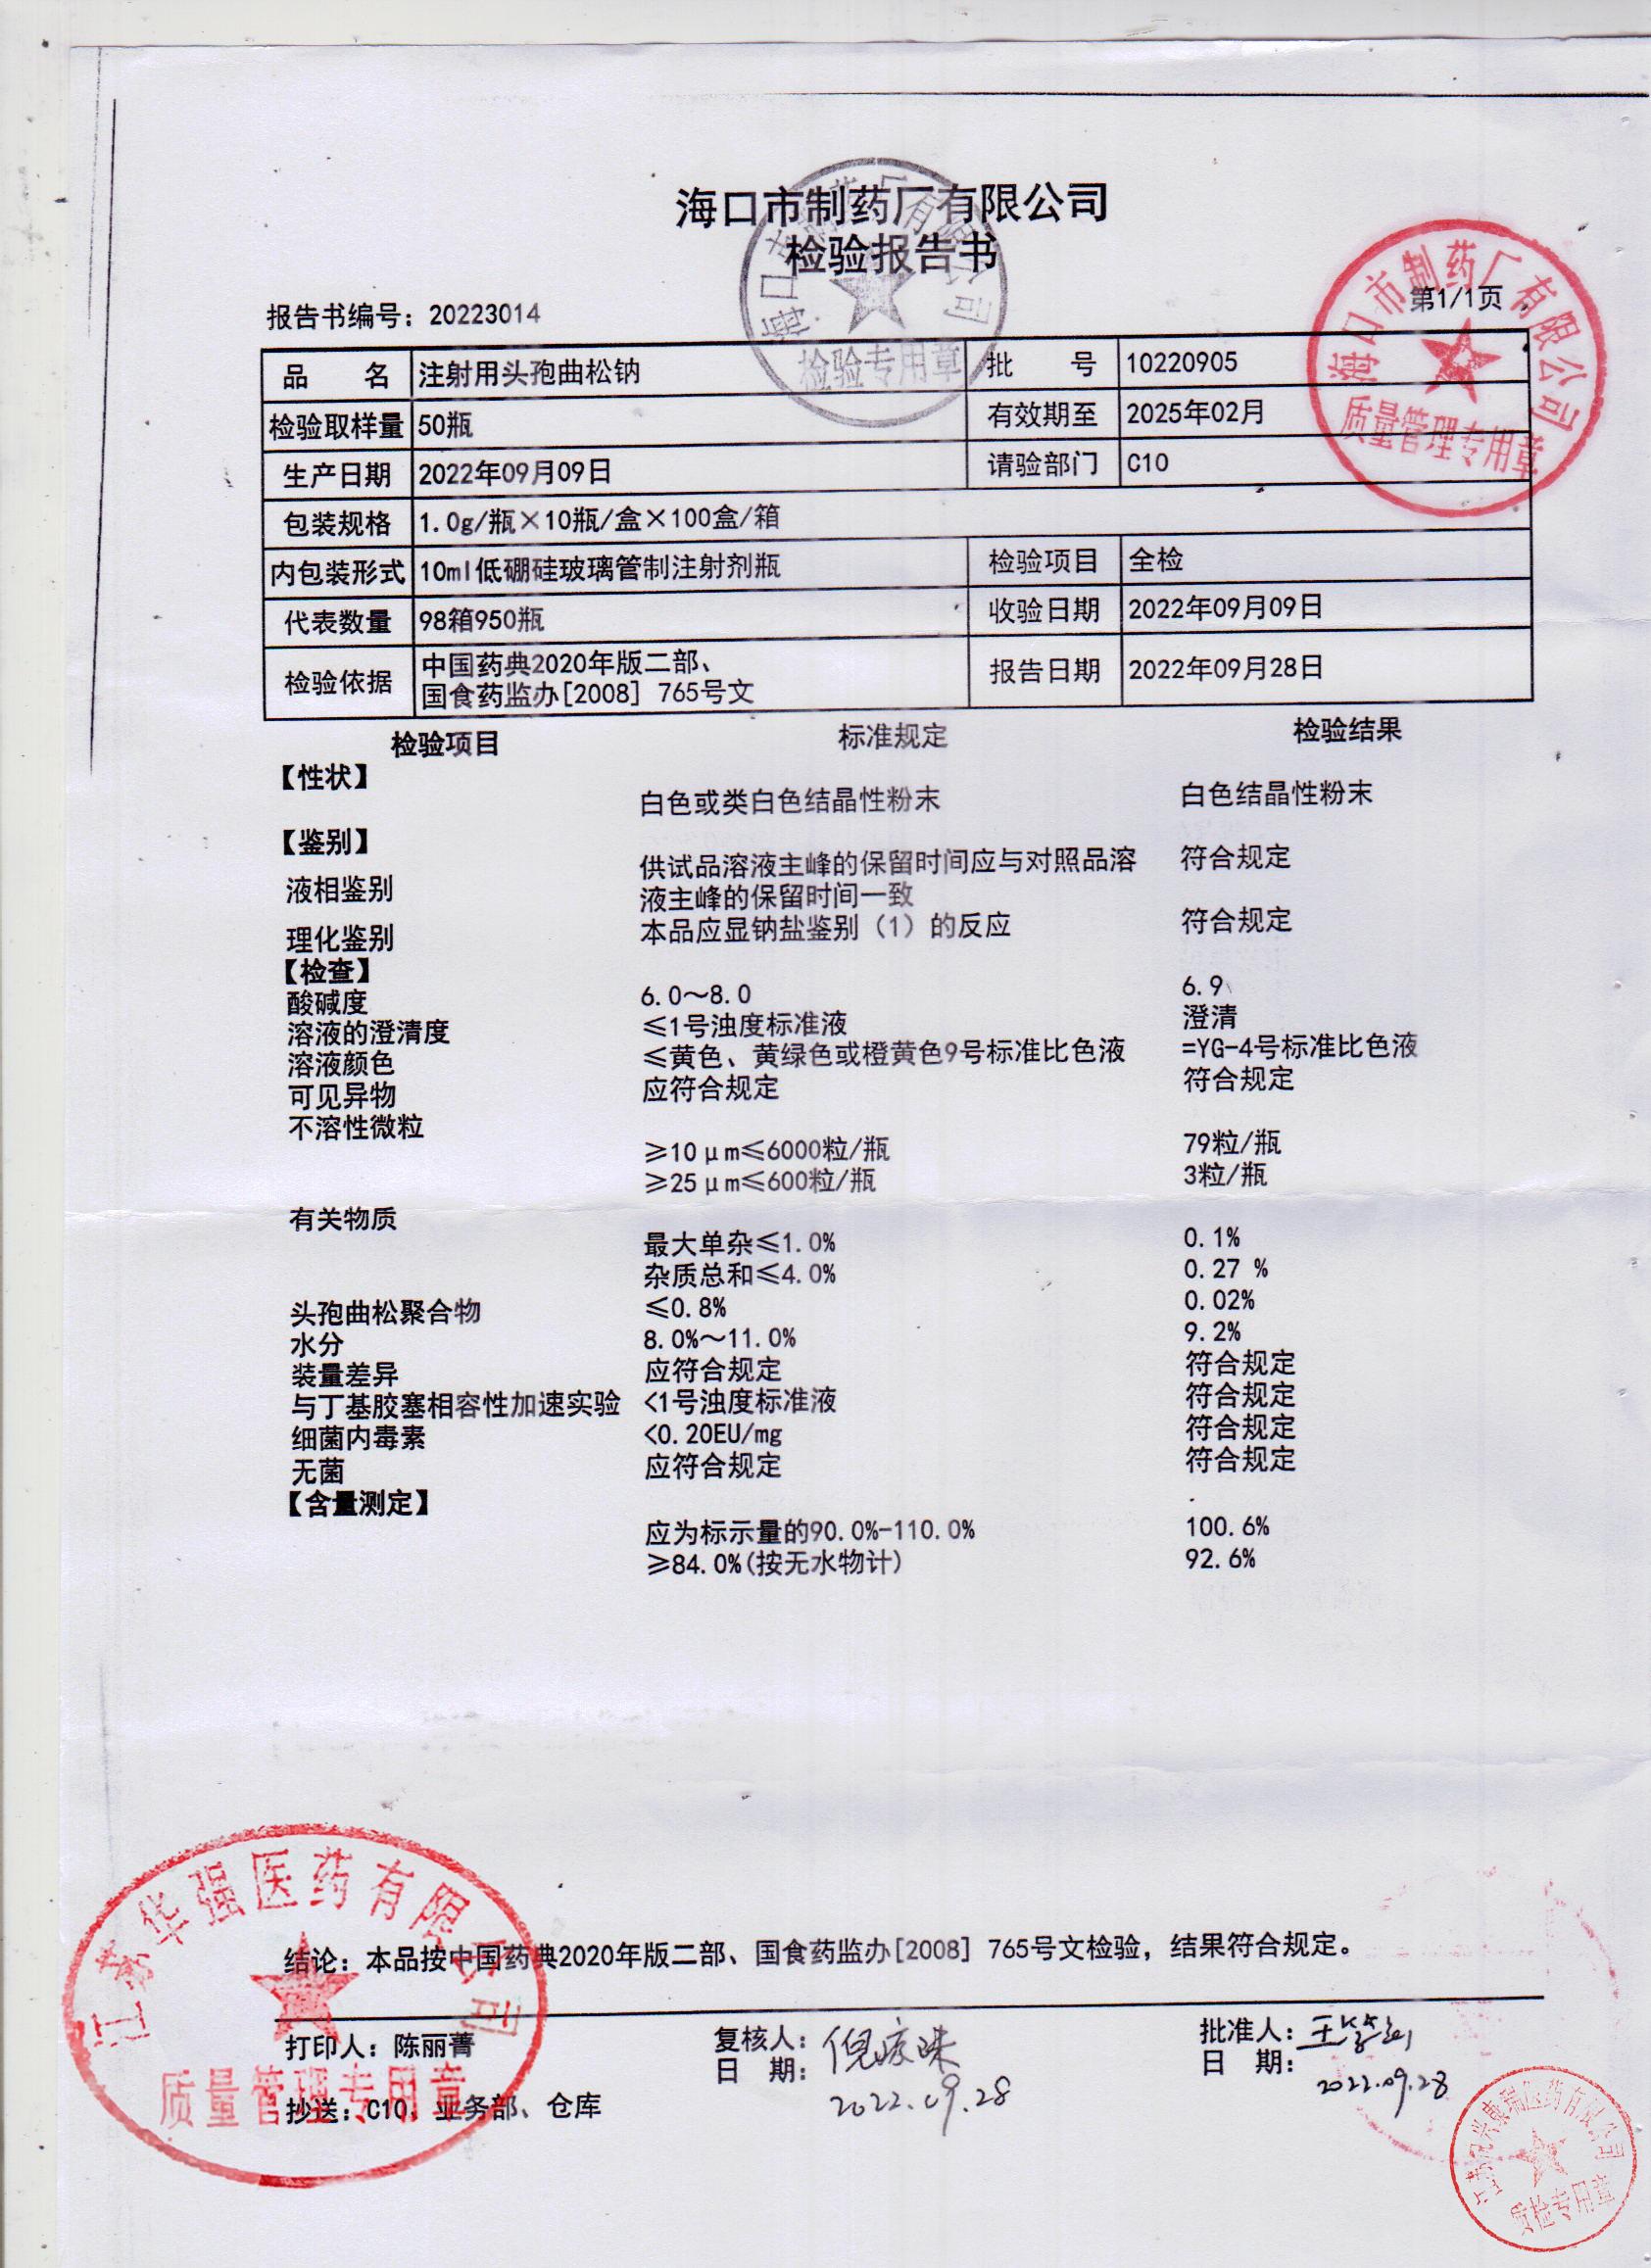 海口市制药厂有限公司
检验报告书
海口市制药厂有限公司
检验专用章
海口市制药厂有限公司
质量管理专用章
报告书编号：20223014
第1/1页
品 名 注射用头孢曲松钠 批 号 10220905
检验取样量 50瓶 有效期至 2025年02月
生产日期 2022年09月09日 请验部门 C10
包装规格 1.0g/瓶×10瓶/盒×100盒/箱
内包装形式 10ml低硼硅玻璃管制注射剂瓶 检验项目 全检
代表数量 98箱950瓶 收验日期 2022年09月09日
检验依据 中国药典2020年版二部、
国食药监办[2008] 765号文 报告日期 2022年09月28日
检验项目 标准规定 检验结果
【性状】
白色或类白色结晶性粉末 白色结晶性粉末
【鉴别】
液相鉴别 供试品溶液主峰的保留时间应与对照品溶 符合规定
液主峰的保留时间一致
理化鉴别 本品应显钠盐鉴别（1）的反应 符合规定
【检查】
酸碱度 6.0～8.0 6.9
溶液的澄清度 ≤1号浊度标准液 澄清
溶液颜色 ≤黄色、黄绿色或橙黄色9号标准比色液 =YG-4号标准比色液
可见异物 应符合规定 符合规定
不溶性微粒
≥10μm≤6000粒/瓶 79粒/瓶
≥25μm≤600粒/瓶 3粒/瓶
有关物质
最大单杂≤1.0% 0.1%
杂质总和≤4.0% 0.27 %
头孢曲松聚合物 ≤0.8% 0.02%
水分 8.0%～11.0% 9.2%
装量差异 应符合规定 符合规定
与丁基胶塞相容性加速实验 <1号浊度标准液 符合规定
细菌内毒素 <0.20EU/mg 符合规定
无菌 应符合规定 符合规定
【含量测定】
应为标示量的90.0%-110.0% 100.6%
≥84.0%(按无水物计) 92.6%
结论：本品按中国药典2020年版二部、国食药监办[2008] 765号文检验，结果符合规定。
打印人：陈丽菁 复核人： 批准人：
日 期：2022.09.28 日 期：2022.09.28
抄送：C10、业务部、仓库
江苏华强医药有限公司
质量管理专用章
医药有限公司
质检专用章